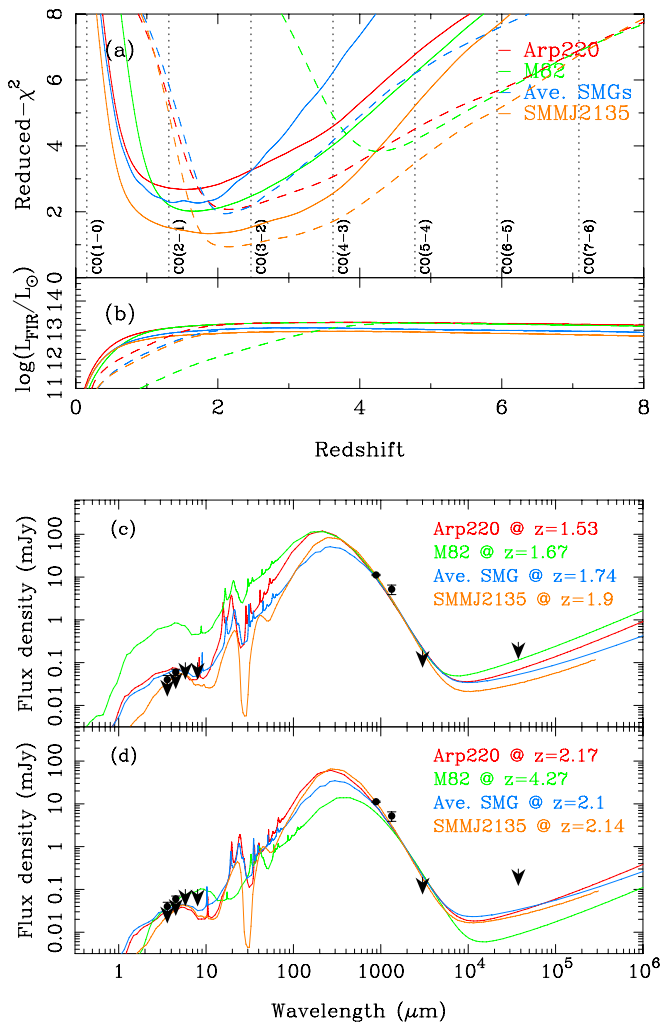 8
6
4
2
Reduced-χ²
(a)
Arp220
M82
Ave. SMGs
SMMJ2135
CO(1-0)
CO(2-1)
CO(3-2)
CO(4-3)
CO(5-4)
CO(6-5)
CO(7-6)
11 12 13 14 0
log(L_FIR/L_⊙)
(b)
0 2 4 6 8
Redshift
100
10
1
0.1
0.01
Flux density (mJy)
(c)
Arp220 @ z=1.53
M82 @ z=1.67
Ave. SMG @ z=1.74
SMMJ2135 @ z=1.9
100
10
1
0.1
0.01
Flux density (mJy)
(d)
Arp220 @ z=2.17
M82 @ z=4.27
Ave. SMG @ z=2.1
SMMJ2135 @ z=2.14
1 10 100 1000 10⁴ 10⁵ 10⁶
Wavelength (μm)